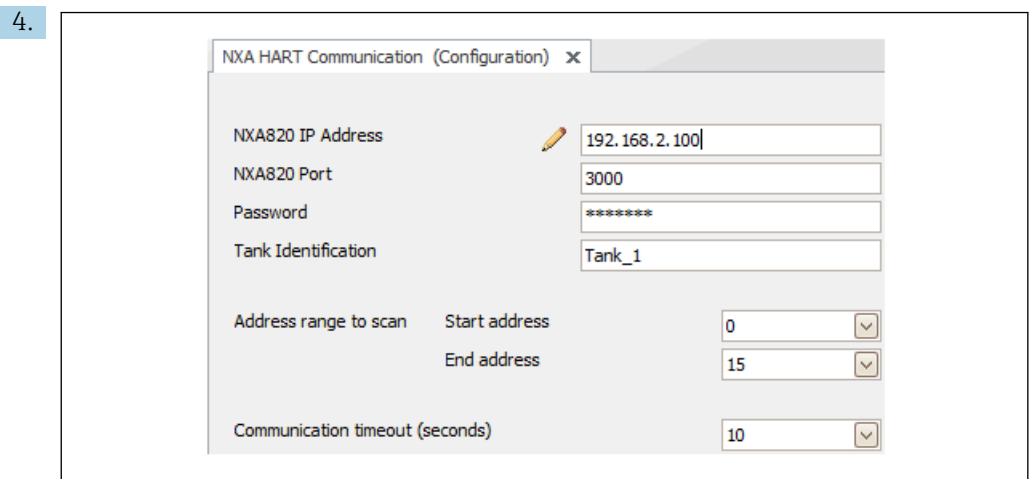 4.
NXA HART Communication (Configuration) x
NXA820 IP Address 192.168.2.100
NXA820 Port 3000
Password *******
Tank Identification Tank_1
Address range to scan Start address 0
End address 15
Communication timeout (seconds) 10